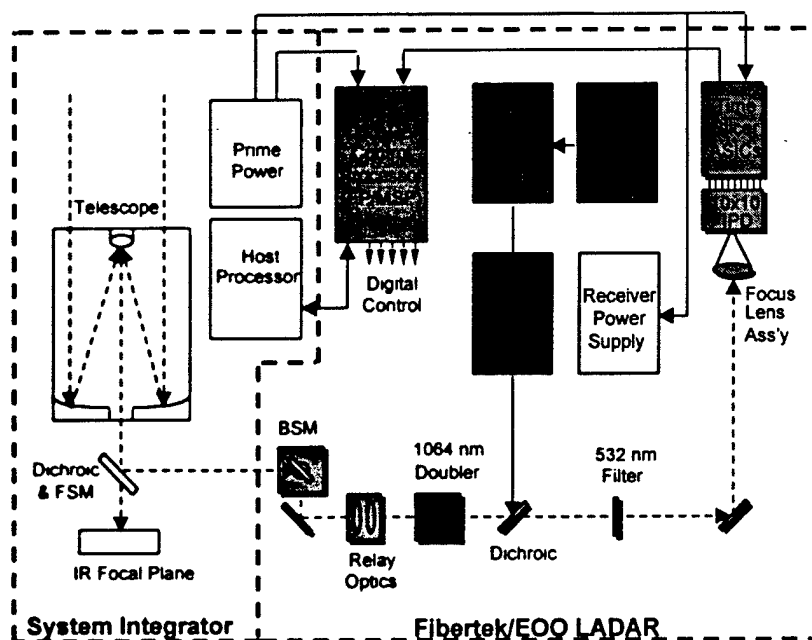 Prime
Power
Telescope
Host
Processor
Digital
Control
Receiver
Power
Supply
10x10
Focus
Lens
Ass'y
BSM
1064 nm
Doubler
532 nm
Filter
Dichroic
& FSM
Relay
Optics
Dichroic
IR Focal Plane
System Integrator
Fibertek/EOO LADAR